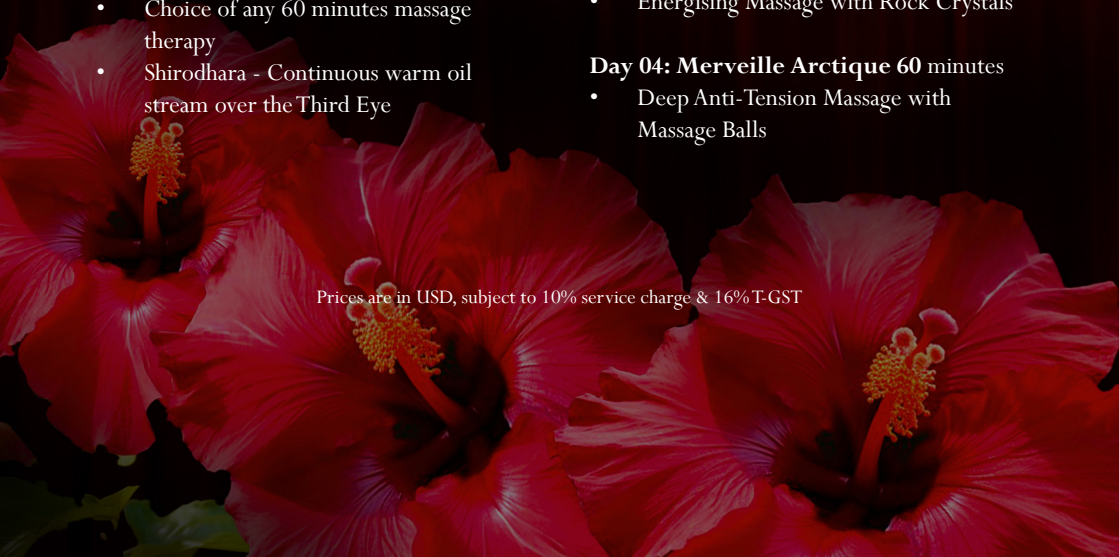 • Choice of any 60 minutes massage
therapy
• Shirodhara - Continuous warm oil
stream over the Third Eye
• Energising Massage with Rock Crystals
Day 04: Merveille Arctique 60 minutes
• Deep Anti-Tension Massage with
Massage Balls
Prices are in USD, subject to 10% service charge & 16% T-GST